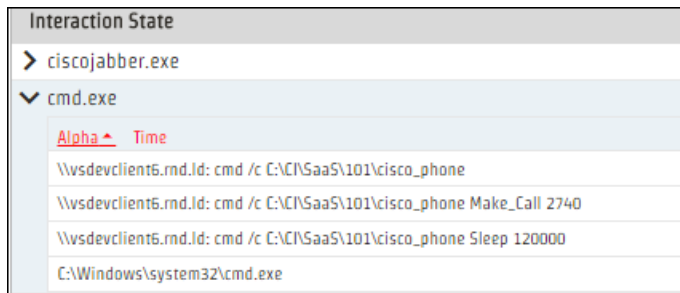 Interaction State
ciscojabber.exe
cmd.exe
Alpha Time
\\vsdevclient6.rnd.ld: cmd /c C:\CI\SaaS\101\cisco_phone
\\vsdevclient6.rnd.ld: cmd /c C:\CI\SaaS\101\cisco_phone Make_Call 2740
\\vsdevclient6.rnd.ld: cmd /c C:\CI\SaaS\101\cisco_phone Sleep 120000
C:\Windows\system32\cmd.exe